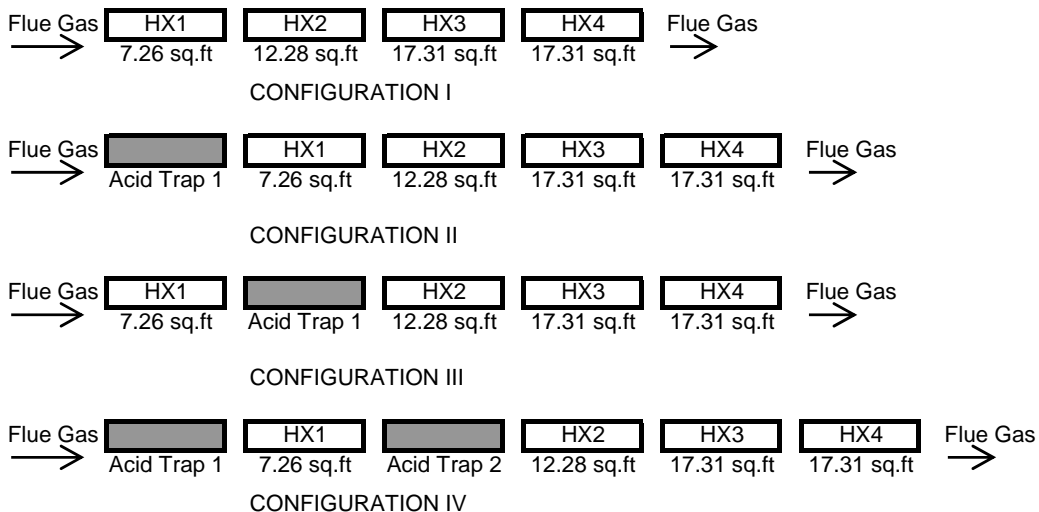 Flue Gas HX1 HX2 HX3 HX4 Flue Gas
7.26 sq.ft 12.28 sq.ft 17.31 sq.ft 17.31 sq.ft
CONFIGURATION I
Flue Gas HX1 HX2 HX3 HX4 Flue Gas
Acid Trap 1 7.26 sq.ft 12.28 sq.ft 17.31 sq.ft 17.31 sq.ft
CONFIGURATION II
Flue Gas HX1 HX2 HX3 HX4 Flue Gas
7.26 sq.ft Acid Trap 1 12.28 sq.ft 17.31 sq.ft 17.31 sq.ft
CONFIGURATION III
Flue Gas HX1 HX2 HX3 HX4 Flue Gas
Acid Trap 1 7.26 sq.ft Acid Trap 2 12.28 sq.ft 17.31 sq.ft 17.31 sq.ft
CONFIGURATION IV